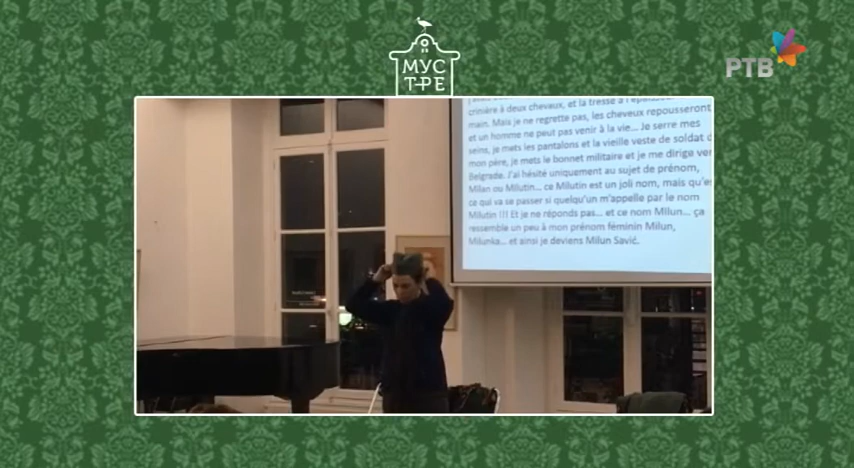 МУС
Т-РЕ
РТВ
crinière à deux chevaux, et la tresse à l'épaisseur
main. Mais je ne regrette pas, les cheveux repousseront
et un homme ne peut pas venir à la vie... Je serre mes
seins, je mets les pantalons et la vieille veste de soldat d
mon père, je mets le bonnet militaire et je me dirige ver
Belgrade. J'ai hésité uniquement au sujet de prénom,
Milan ou Milutin... ce Milutin est un joli nom, mais qu'es
ce qui va se passer si quelqu'un m'appelle par le nom
Milutin !!! Et je ne réponds pas... et ce nom Milun... ça
ressemble un peu à mon prénom féminin Milun,
Milunka... et ainsi je deviens Milun Savić.